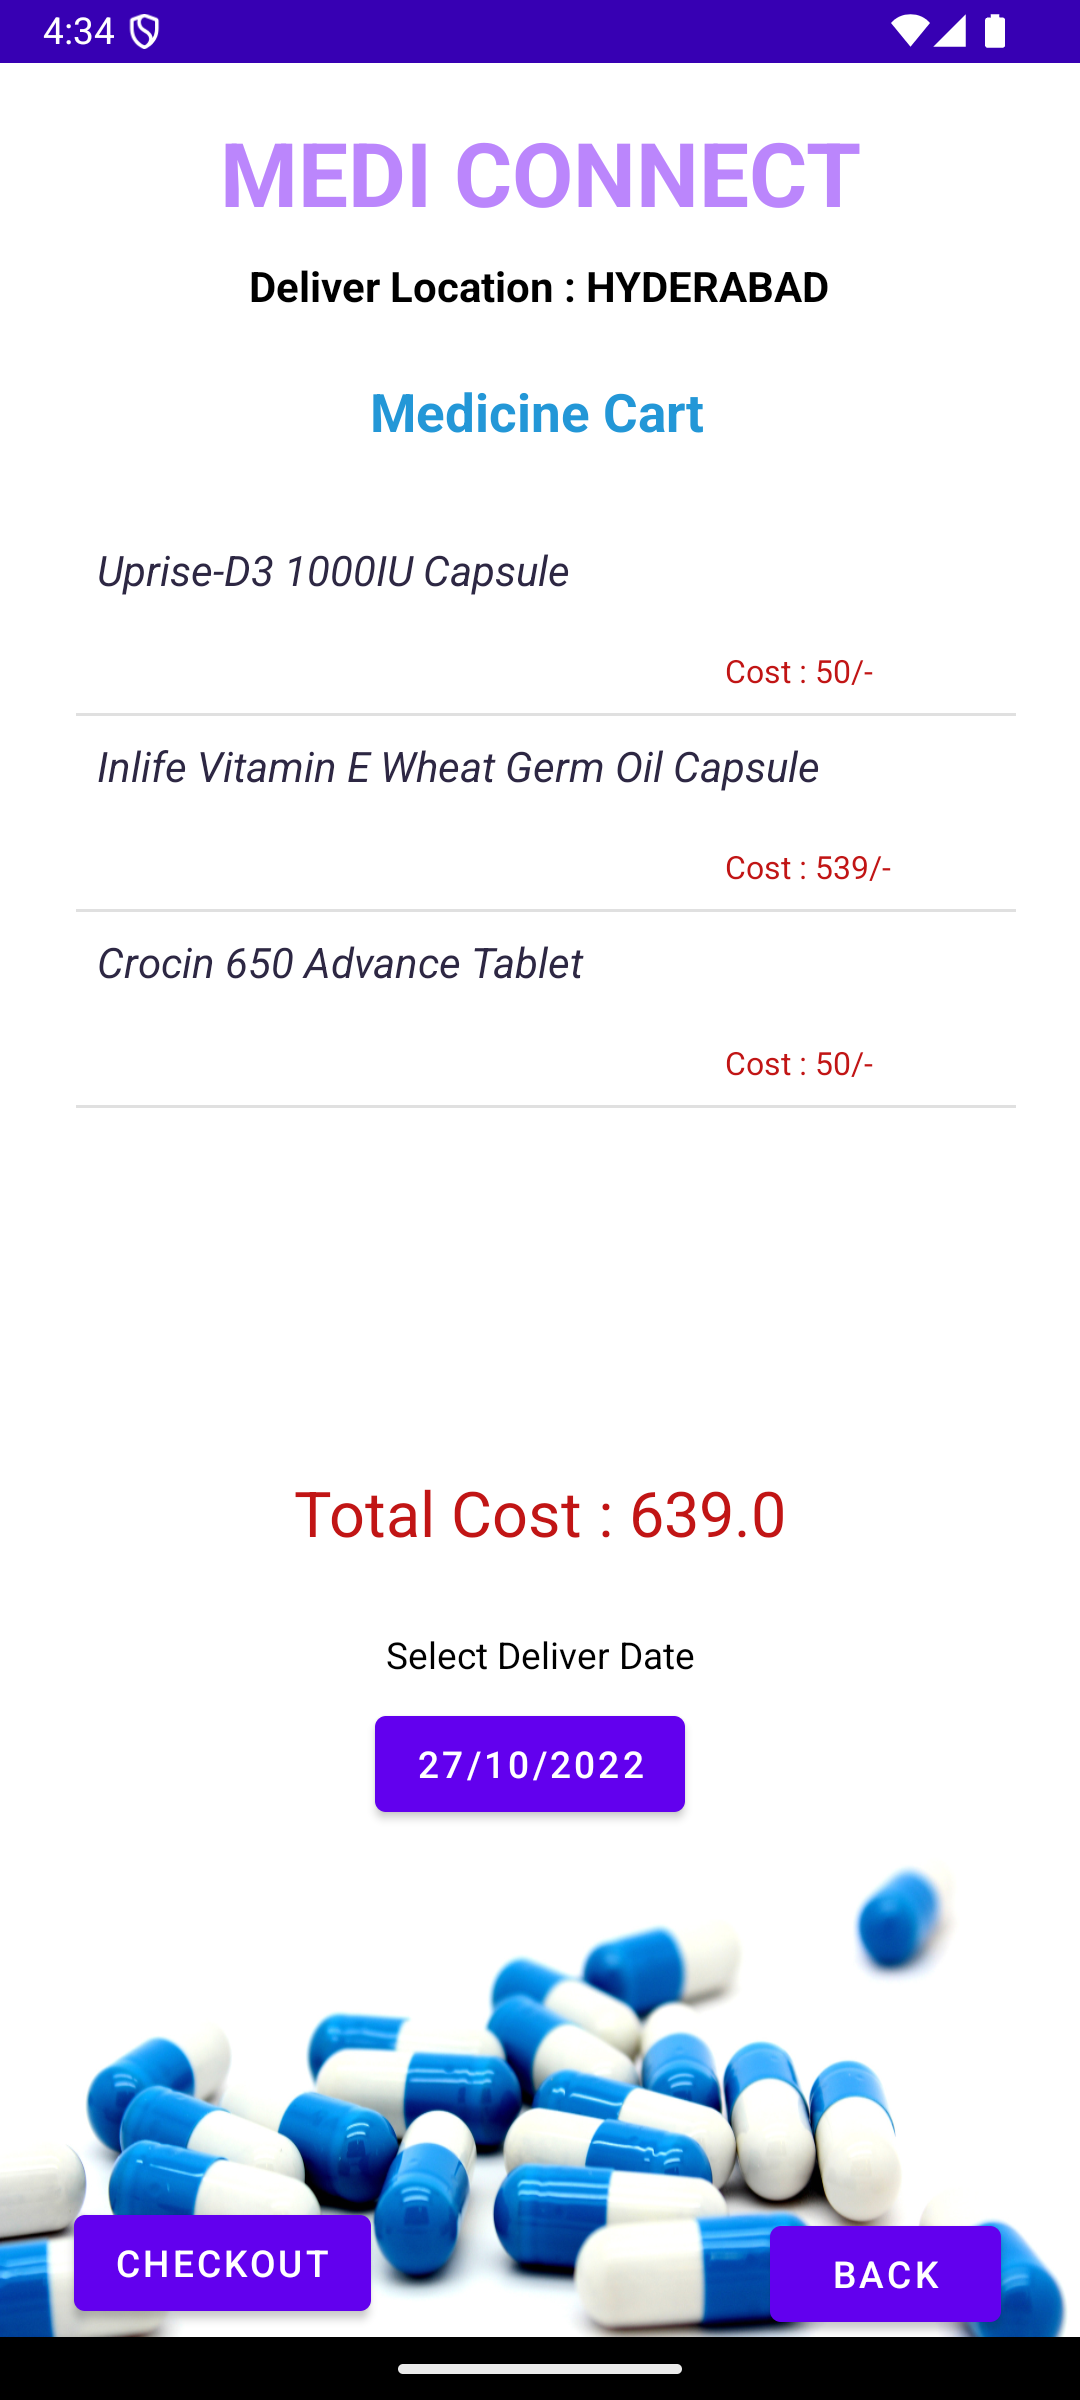 4:34
MEDI CONNECT
Deliver Location : HYDERABAD
Medicine Cart
Uprise-D3 1000IU Capsule
Cost : 50/-
Inlife Vitamin E Wheat Germ Oil Capsule
Cost : 539/-
Crocin 650 Advance Tablet
Cost : 50/-
Total Cost : 639.0
Select Deliver Date
27/10/2022
CHECKOUT
BACK